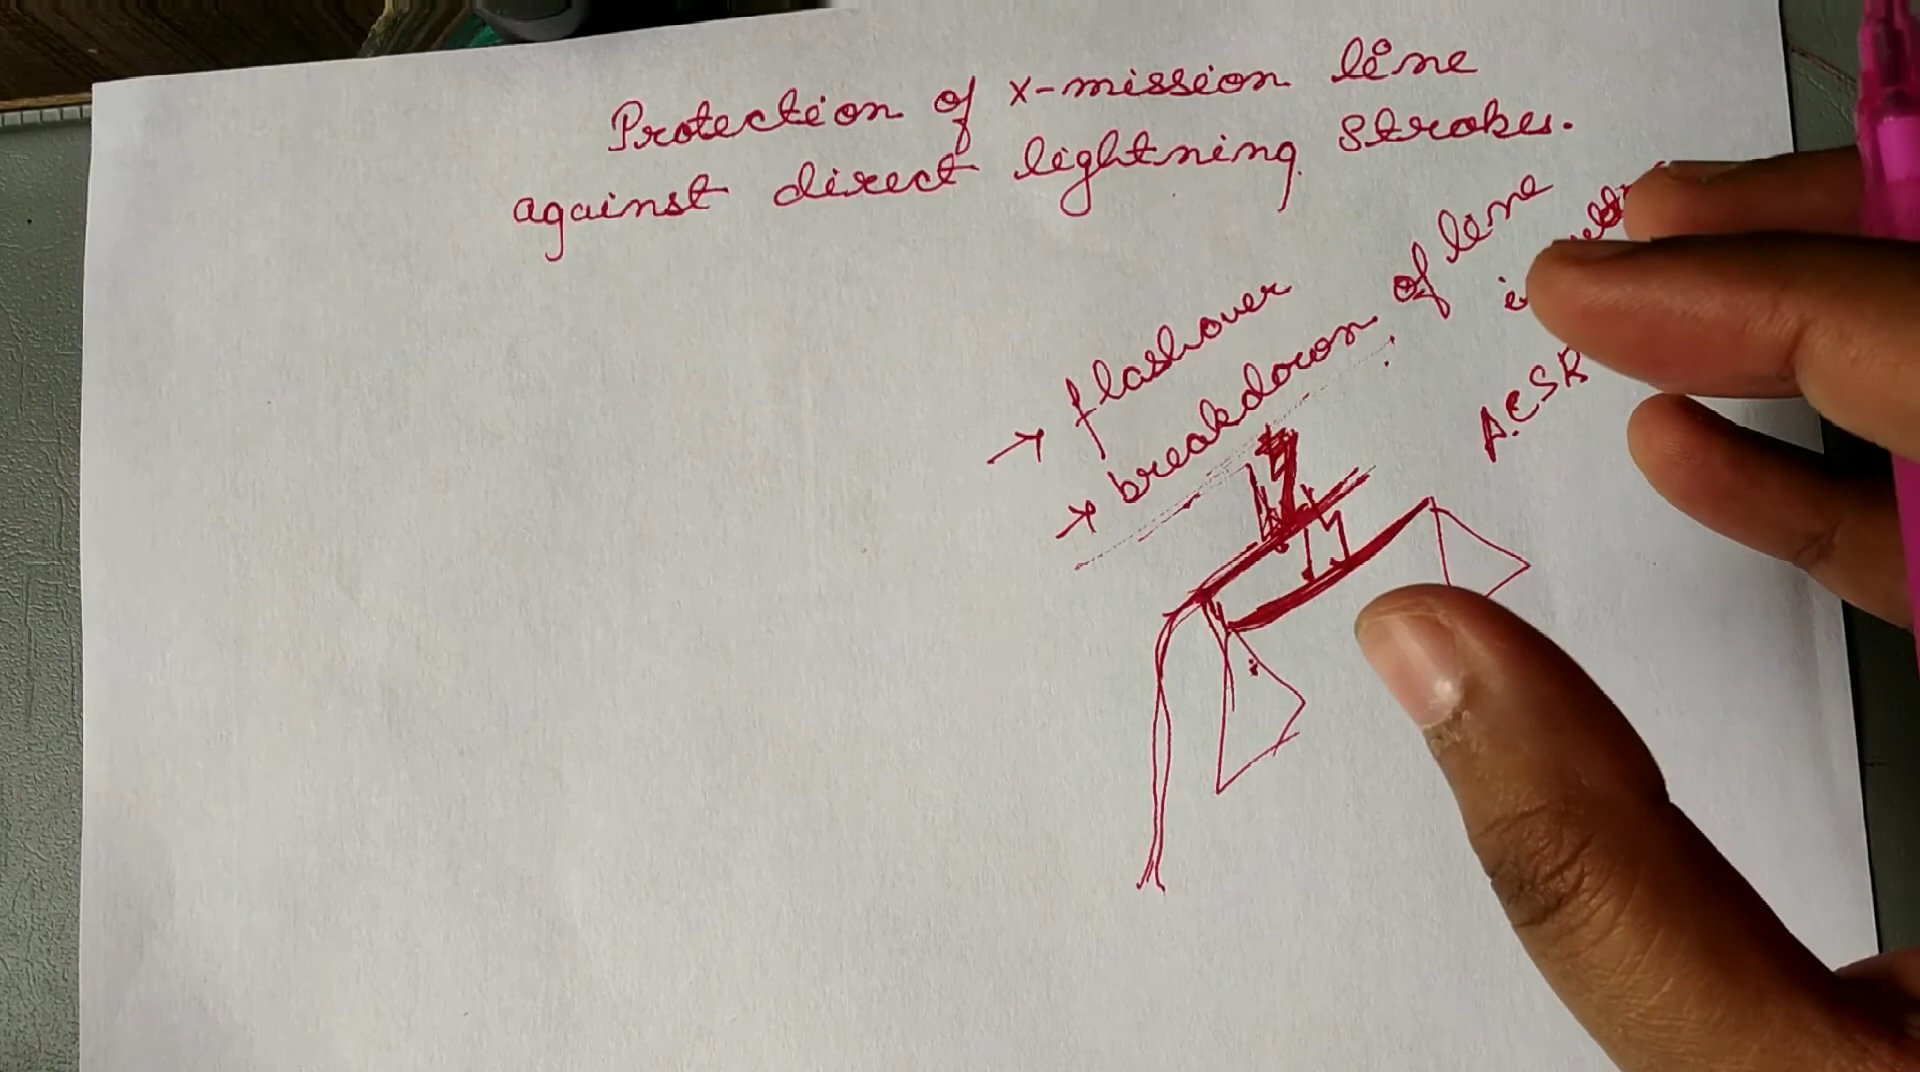 Protection of x-mission line
against direct lightning strokes.
→ flashover
→ breakdown of line
A.C.S.R